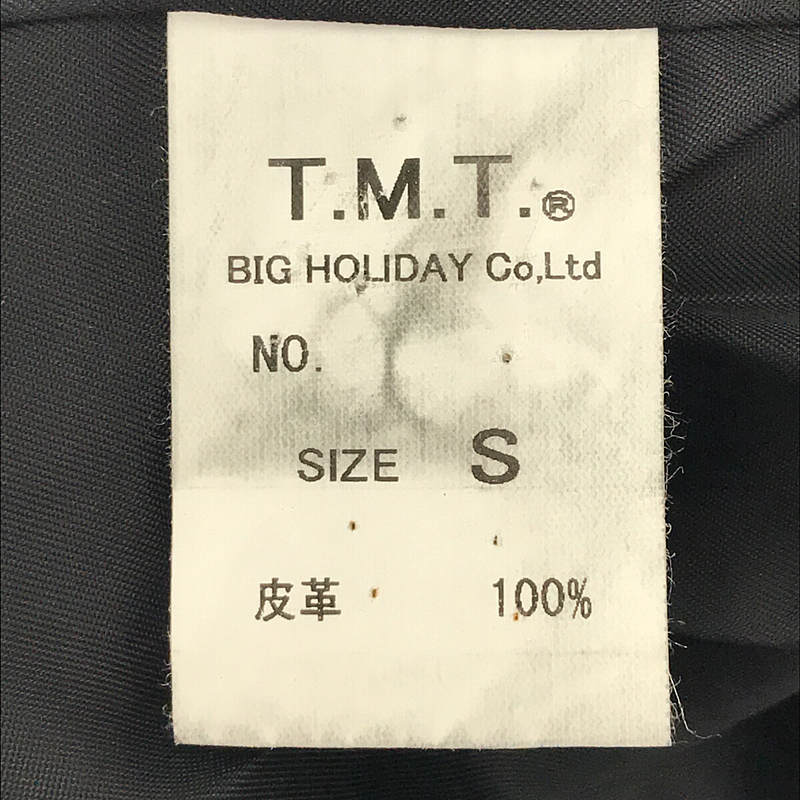 T.M.T.®
BIG HOLIDAY Co,Ltd
NO.
SIZE S
皮革 100%